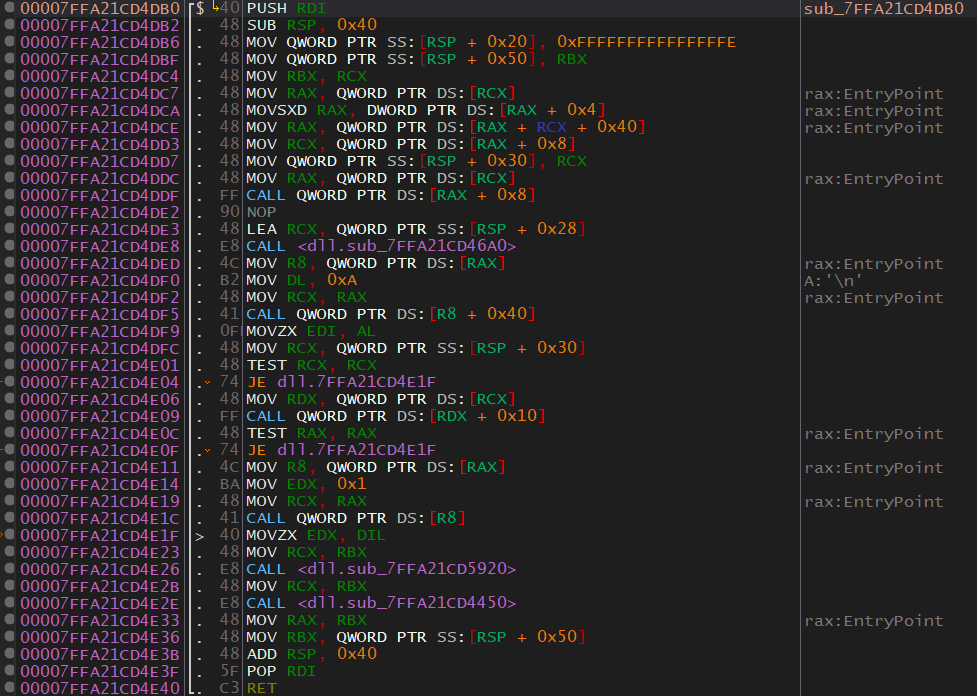 00007FFA21CD4DB0 $ 40 PUSH RDI sub_7FFA21CD4DB0
00007FFA21CD4DB2 . 48 SUB RSP, 0x40
00007FFA21CD4DB6 . 48 MOV QWORD PTR SS:[RSP + 0x20], 0xFFFFFFFFFFFFFFFE
00007FFA21CD4DBF . 48 MOV QWORD PTR SS:[RSP + 0x50], RBX
00007FFA21CD4DC4 . 48 MOV RBX, RCX
00007FFA21CD4DC7 . 48 MOV RAX, QWORD PTR DS:[RCX] rax:EntryPoint
00007FFA21CD4DCA . 48 MOVSXD RAX, DWORD PTR DS:[RAX + 0x4] rax:EntryPoint
00007FFA21CD4DCE . 48 MOV RAX, QWORD PTR DS:[RAX + RCX + 0x40] rax:EntryPoint
00007FFA21CD4DD3 . 48 MOV RCX, QWORD PTR DS:[RAX + 0x8]
00007FFA21CD4DD7 . 48 MOV QWORD PTR SS:[RSP + 0x30], RCX
00007FFA21CD4DDC . 48 MOV RAX, QWORD PTR DS:[RCX] rax:EntryPoint
00007FFA21CD4DDF . FF CALL QWORD PTR DS:[RAX + 0x8]
00007FFA21CD4DE2 . 90 NOP
00007FFA21CD4DE3 . 48 LEA RCX, QWORD PTR SS:[RSP + 0x28]
00007FFA21CD4DE8 . E8 CALL <dll.sub_7FFA21CD46A0>
00007FFA21CD4DED . 4C MOV R8, QWORD PTR DS:[RAX] rax:EntryPoint
00007FFA21CD4DF0 . B2 MOV DL, 0xA A:'\n'
00007FFA21CD4DF2 . 48 MOV RCX, RAX rax:EntryPoint
00007FFA21CD4DF5 . 41 CALL QWORD PTR DS:[R8 + 0x40]
00007FFA21CD4DF9 . 0F MOVZX EDI, AL
00007FFA21CD4DFC . 48 MOV RCX, QWORD PTR SS:[RSP + 0x30]
00007FFA21CD4E01 . 48 TEST RCX, RCX
00007FFA21CD4E04 . 74 JE dll.7FFA21CD4E1F
00007FFA21CD4E06 . 48 MOV RDX, QWORD PTR DS:[RCX]
00007FFA21CD4E09 . FF CALL QWORD PTR DS:[RDX + 0x10]
00007FFA21CD4E0C . 48 TEST RAX, RAX rax:EntryPoint
00007FFA21CD4E0F . 74 JE dll.7FFA21CD4E1F
00007FFA21CD4E11 . 4C MOV R8, QWORD PTR DS:[RAX] rax:EntryPoint
00007FFA21CD4E14 . BA MOV EDX, 0x1
00007FFA21CD4E19 . 48 MOV RCX, RAX rax:EntryPoint
00007FFA21CD4E1C . 41 CALL QWORD PTR DS:[R8]
00007FFA21CD4E1F > 40 MOVZX EDX, DIL
00007FFA21CD4E23 . 48 MOV RCX, RBX
00007FFA21CD4E26 . E8 CALL <dll.sub_7FFA21CD5920>
00007FFA21CD4E2B . 48 MOV RCX, RBX
00007FFA21CD4E2E . E8 CALL <dll.sub_7FFA21CD4450>
00007FFA21CD4E33 . 48 MOV RAX, RBX rax:EntryPoint
00007FFA21CD4E36 . 48 MOV RBX, QWORD PTR SS:[RSP + 0x50]
00007FFA21CD4E3B . 48 ADD RSP, 0x40
00007FFA21CD4E3F . 5F POP RDI
00007FFA21CD4E40 . C3 RET